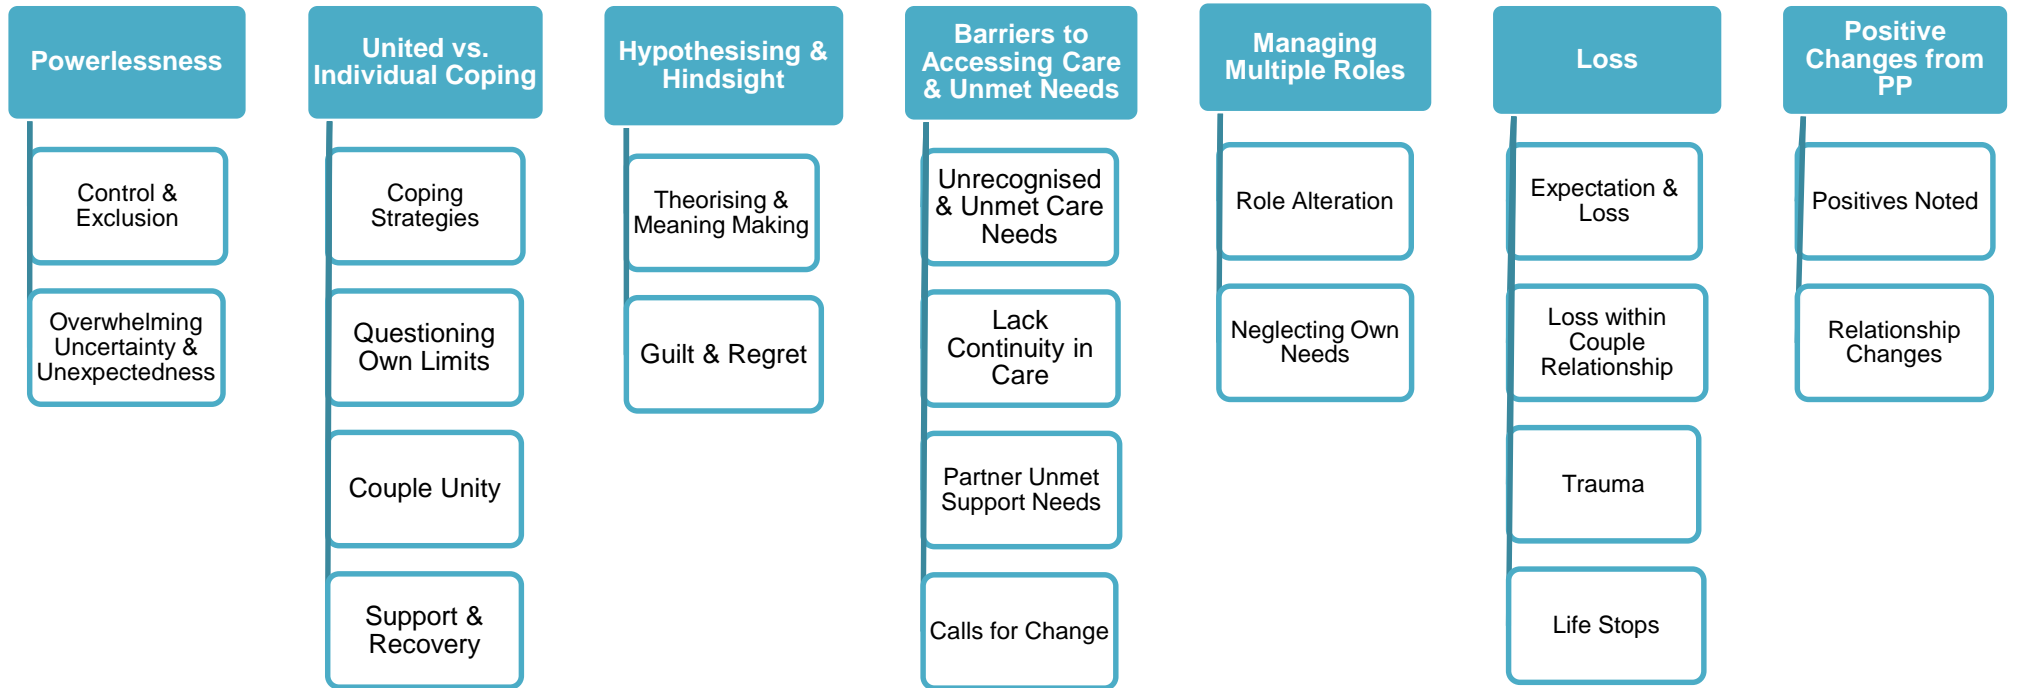 Powerlessness
Control &
Exclusion
Overwhelming
Uncertainty &
Unexpectedness
United vs.
Individual Coping
Coping
Strategies
Questioning
Own Limits
Couple Unity
Support &
Recovery
Hypothesising &
Hindsight
Theorising &
Meaning Making
Guilt & Regret
Barriers to
Accessing Care
& Unmet Needs
Unrecognised
& Unmet Care
Needs
Lack
Continuity in
Care
Partner Unmet
Support Needs
Calls for Change
Managing
Multiple Roles
Role Alteration
Neglecting Own
Needs
Loss
Expectation &
Loss
Loss within
Couple
Relationship
Trauma
Life Stops
Positive
Changes from
PP
Positives Noted
Relationship
Changes